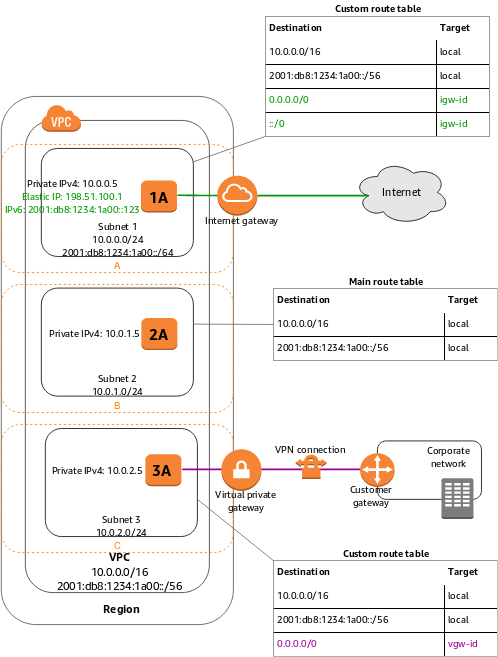 Custom route table
Destination Target
10.0.0.0/16 local
2001:db8:1234:1a00::/56 local
0.0.0.0/0 igw-id
::/0 igw-id
VPC
Private IPv4: 10.0.0.5
Elastic IP: 198.51.100.1
IPv6: 2001:db8:1234:1a00::123
1A
Subnet 1
10.0.0.0/24
2001:db8:1234:1a00::/64
A
Internet gateway
Internet
Main route table
Destination Target
10.0.0.0/16 local
2001:db8:1234:1a00::/56 local
Private IPv4: 10.0.1.5
2A
Subnet 2
10.0.1.0/24
B
Private IPv4: 10.0.2.5
3A
Subnet 3
10.0.2.0/24
C
Virtual private
gateway
VPN connection
Customer
gateway
Corporate
network
VPC
10.0.0.0/16
2001:db8:1234:1a00::/56
Region
Custom route table
Destination Target
10.0.0.0/16 local
2001:db8:1234:1a00::/56 local
0.0.0.0/0 vgw-id